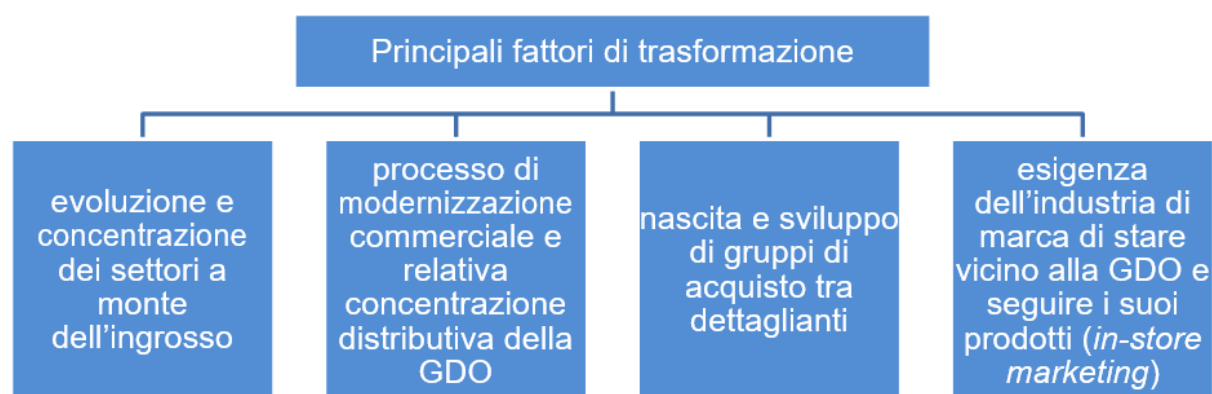 Principali fattori di trasformazione
evoluzione e
concentrazione
dei settori a
monte
dell’ingrosso
processo di
modernizzazione
commerciale e
relativa
concentrazione
distributiva della
GDO
nascita e sviluppo
di gruppi di
acquisto tra
dettaglianti
esigenza
dell’industria di
marca di stare
vicino alla GDO e
seguire i suoi
prodotti (in-store
marketing)